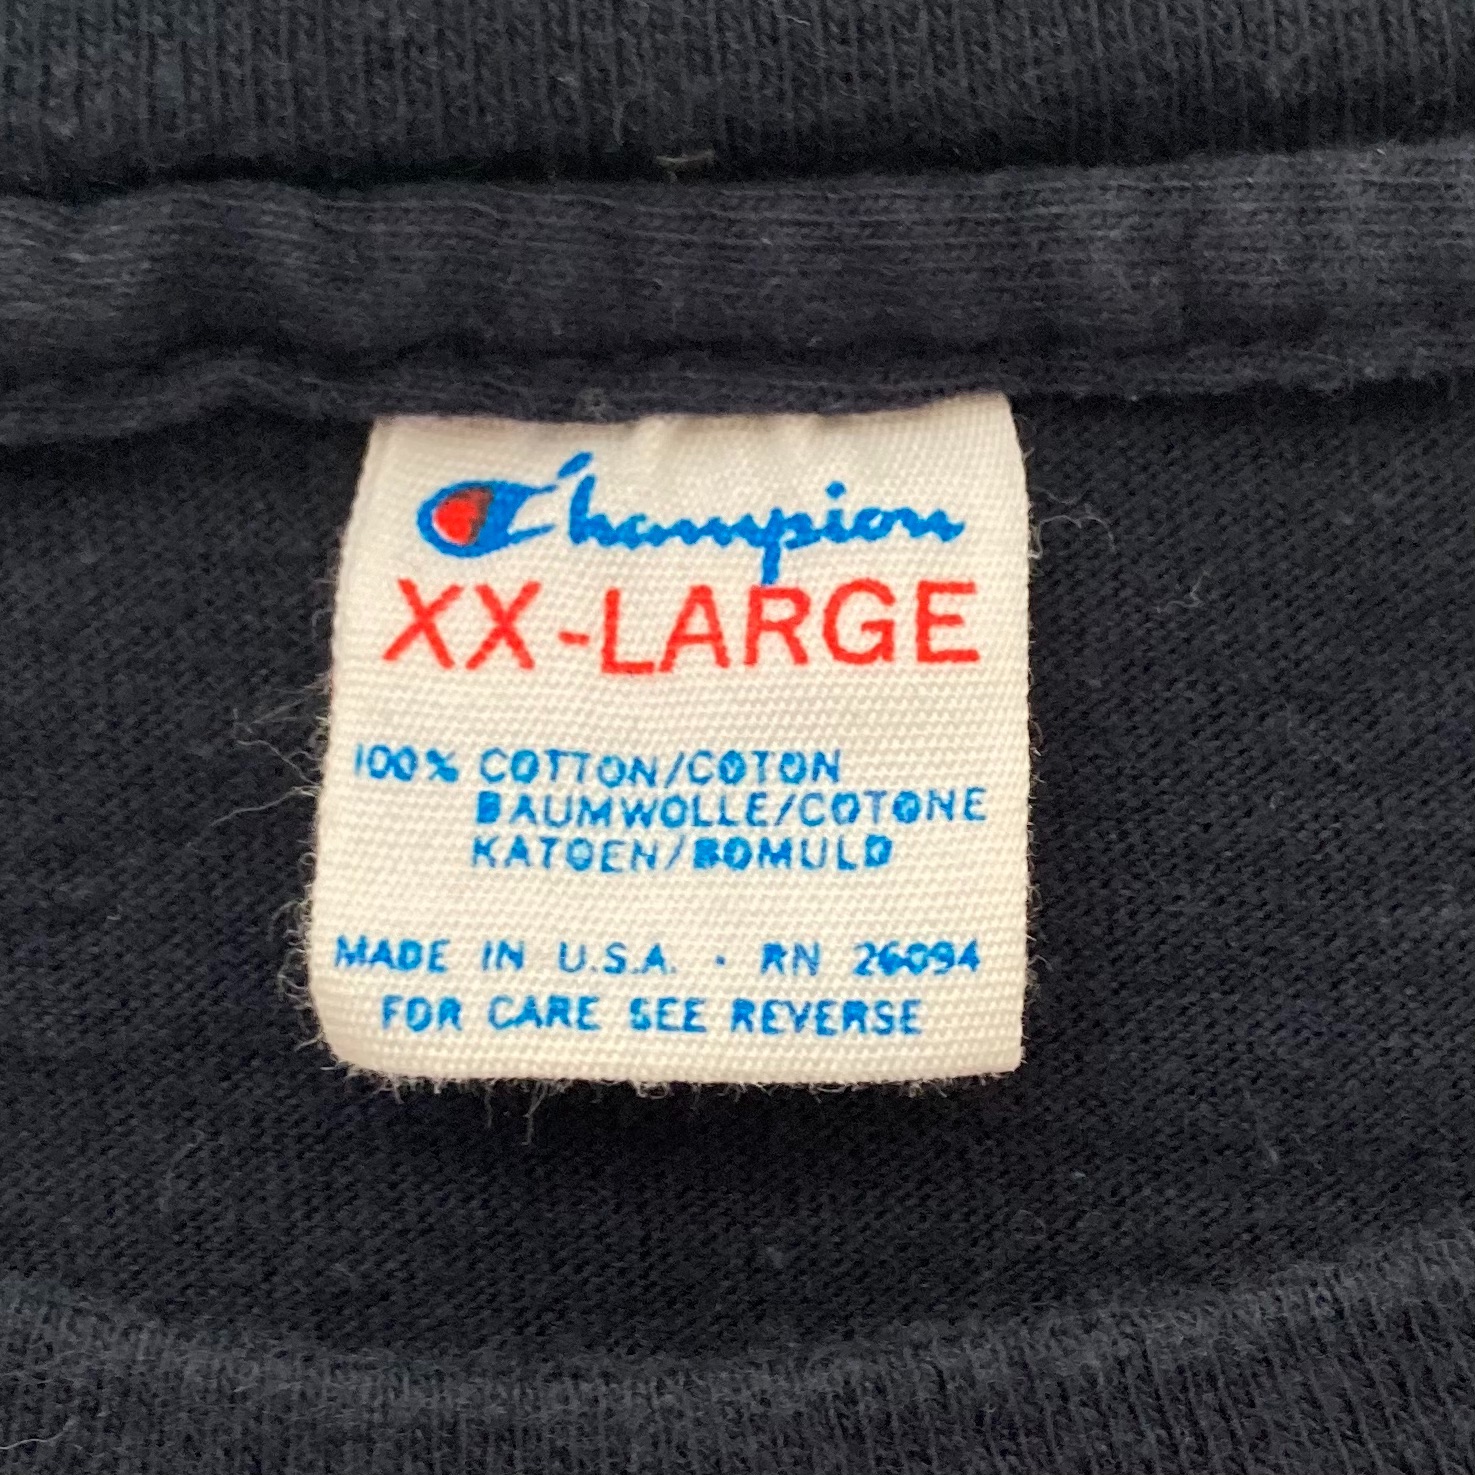 Champion
XX-LARGE
100% COTTON/COTON
BAUMWOLLE/COTONE
KATOEN/BOMULD
MADE IN U.S.A. · RN 26094
FOR CARE SEE REVERSE